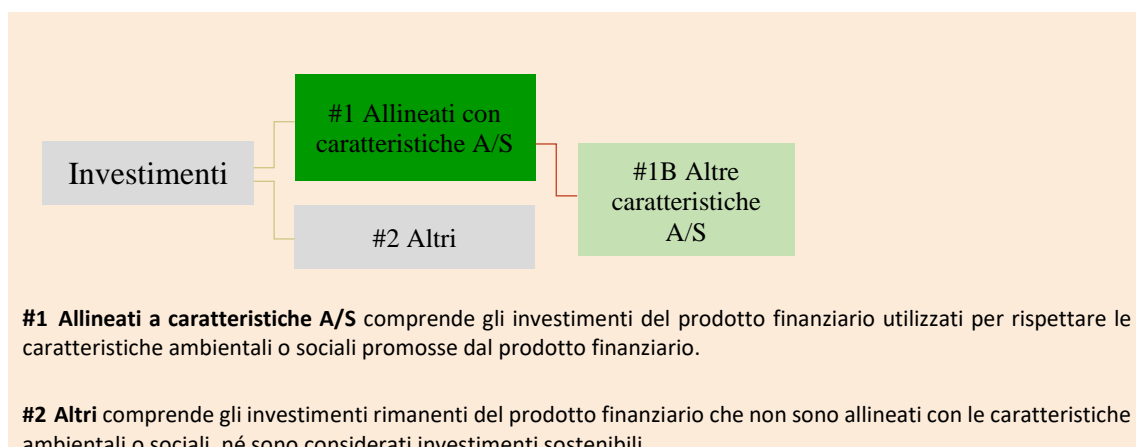 #1 Allineati con
caratteristiche A/S
Investimenti
#1B Altre
caratteristiche
A/S
#2 Altri
#1 Allineati a caratteristiche A/S comprende gli investimenti del prodotto finanziario utilizzati per rispettare le
caratteristiche ambientali o sociali promosse dal prodotto finanziario.
#2 Altri comprende gli investimenti rimanenti del prodotto finanziario che non sono allineati con le caratteristiche
ambientali o sociali, né sono considerati investimenti sostenibili.